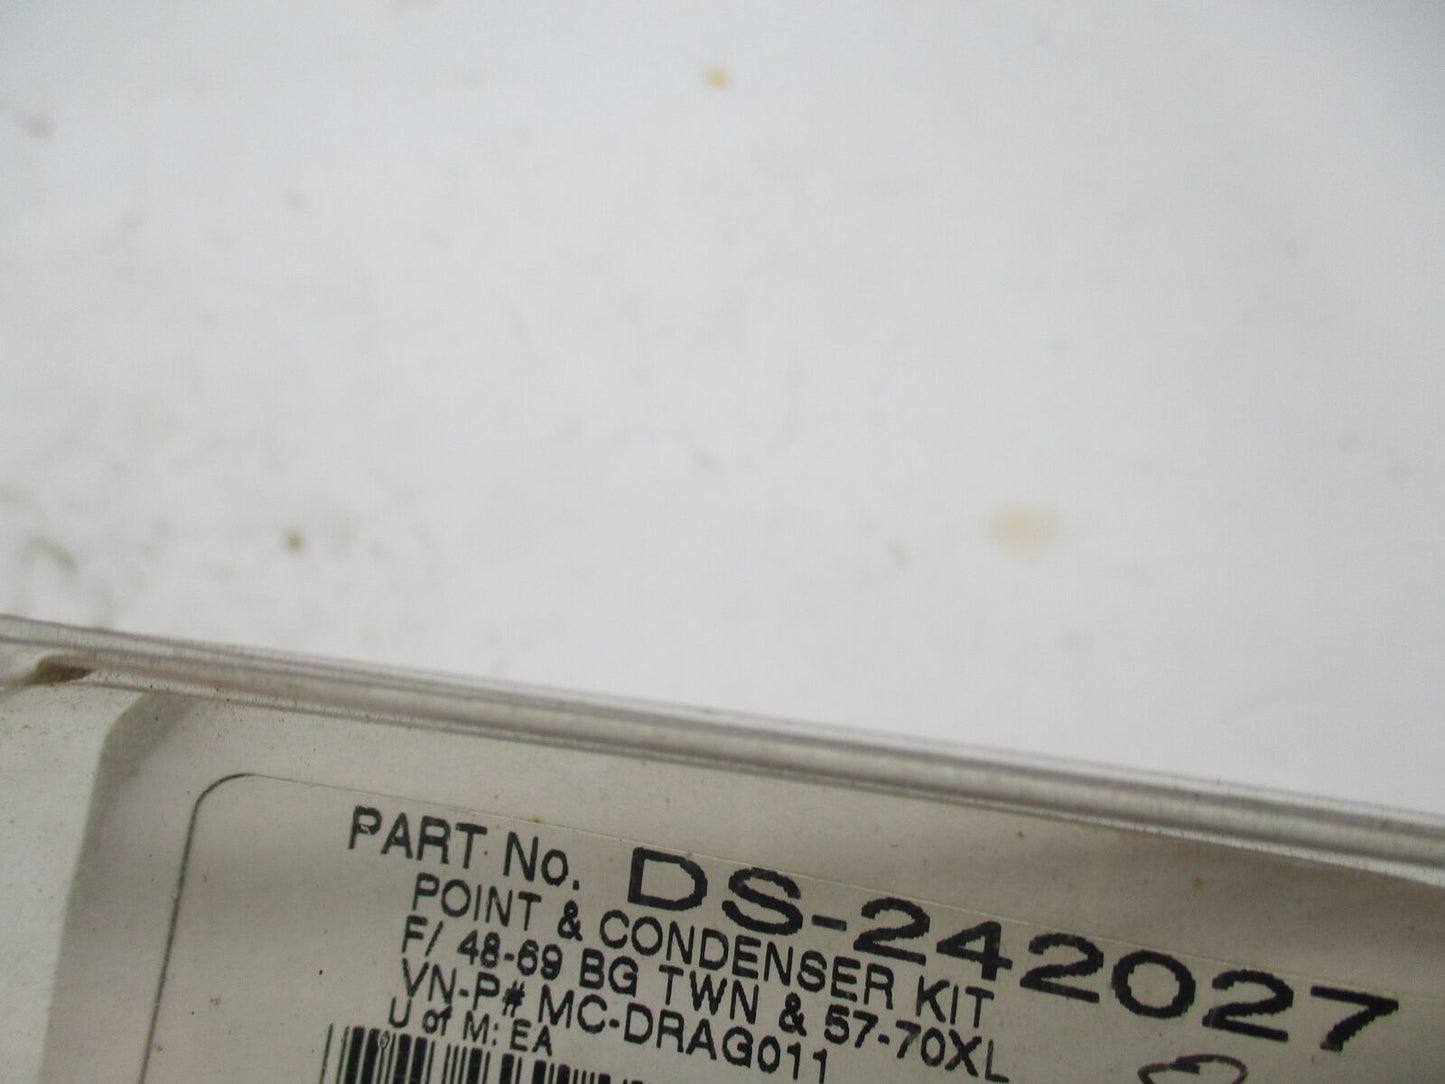 PART No. DS-242027
POINT & CONDENSER KIT
F/ 48-69 BG TWN & 57-70XL
VN-P# MC-DRAG011
U of M: EA